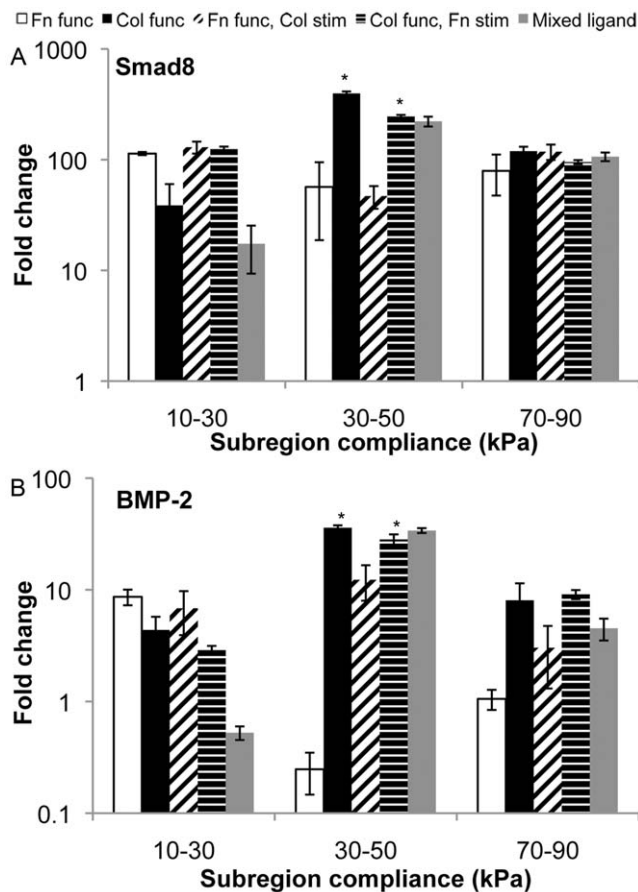 Fn func Col func Fn func, Col stim Col func, Fn stim Mixed ligand
A
Smad8
1000
100
10
1
Fold change
* *
10-30 30-50 70-90
Subregion compliance (kPa)
B
BMP-2
100
10
1
0.1
Fold change
* *
10-30 30-50 70-90
Subregion compliance (kPa)